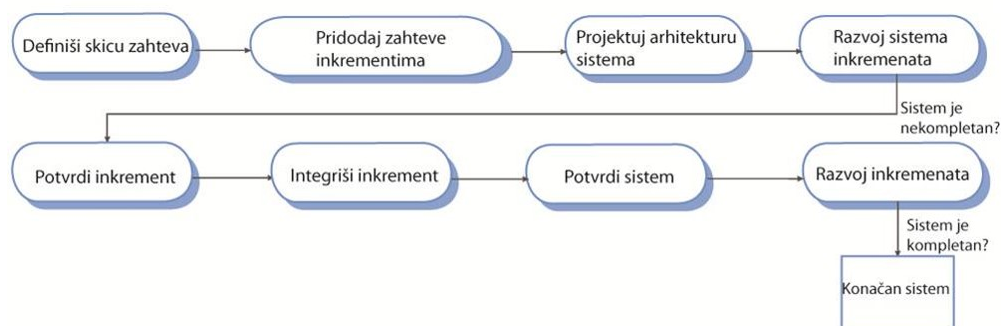 Definiši skicu zahteva
Pridodaj zahteve
inkrementima
Projektuj arhitekturu
sistema
Razvoj sistema
inkremenata
Sistem je
nekompletan?
Potvrdi inkrement
Integriši inkrement
Potvrdi sistem
Razvoj inkremenata
Sistem je
kompletan?
Konačan sistem